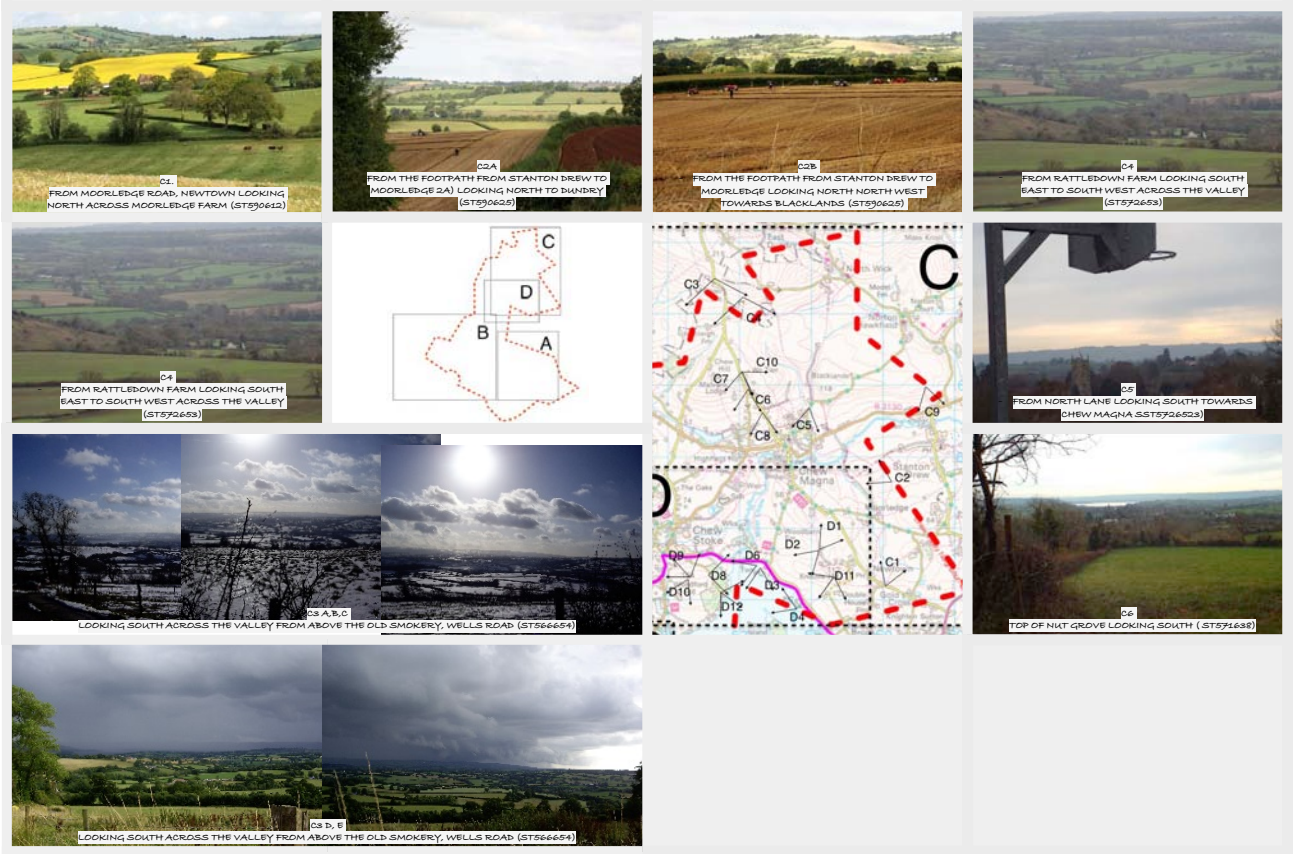 C1.
FROM MOORLEDGE ROAD, NEWTOWN LOOKING
NORTH ACROSS MOORLEDGE FARM (ST590612)
C2A
FROM THE FOOTPATH FROM STANTON DREW TO
MOORLEDGE 2A) LOOKING NORTH TO DUNDRY
(ST590625)
C2B
FROM THE FOOTPATH FROM STANTON DREW TO
MOORLEDGE LOOKING NORTH NORTH WEST
TOWARDS BLACKLANDS (ST590625)
C4
FROM RATTLEDOWN FARM LOOKING SOUTH
EAST TO SOUTH WEST ACROSS THE VALLEY
(ST572653)
C4
FROM RATTLEDOWN FARM LOOKING SOUTH
EAST TO SOUTH WEST ACROSS THE VALLEY
(ST572653)
C
D
B
A
C
C3
North Wick
C4
C10
C7
C6
C5
C9
C8
Chew
Magna
Stanton
Drew
C2
D
Chew
Stoke
D1
D2
D9
D6
C1
D8
D3
D11
D10
D12
D4
C5
FROM NORTH LANE LOOKING SOUTH TOWARDS
CHEW MAGNA SST5726523)
C3 A,B,C
LOOKING SOUTH ACROSS THE VALLEY FROM ABOVE THE OLD SMOKERY, WELLS ROAD (ST566654)
C6
TOP OF NUT GROVE LOOKING SOUTH ( ST571638)
C3 D, E
LOOKING SOUTH ACROSS THE VALLEY FROM ABOVE THE OLD SMOKERY, WELLS ROAD (ST566654)